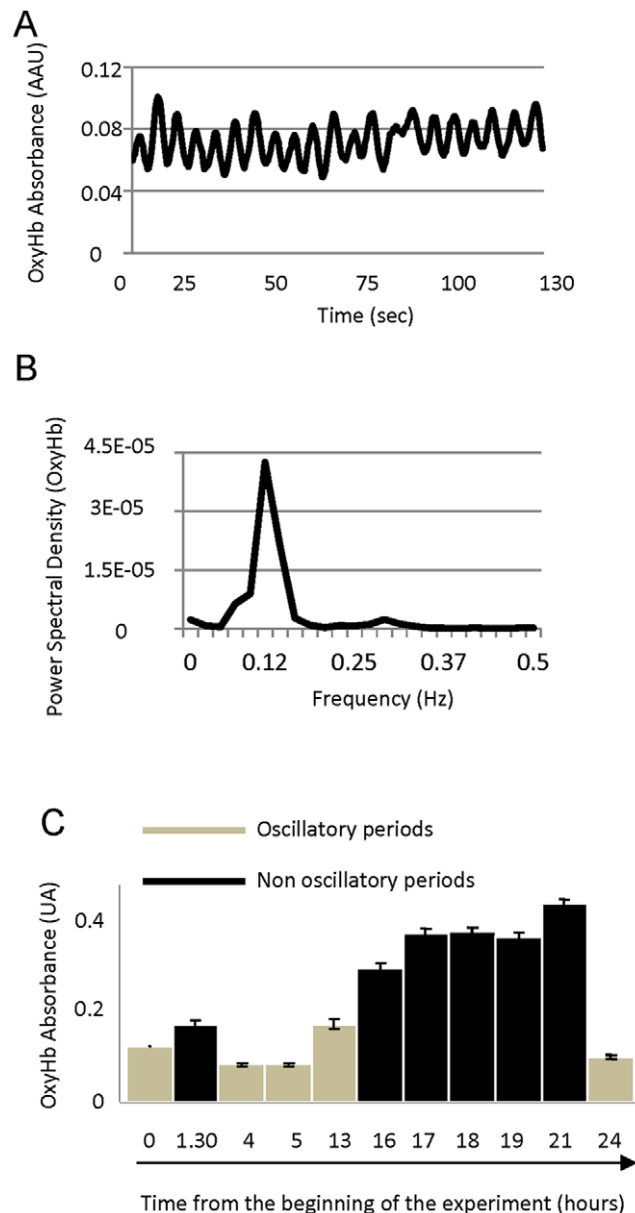 A
OxyHb Absorbance (AAU)
0.12
0.08
0.04
0
0 25 50 75 100 130
Time (sec)
B
Power Spectral Density (OxyHb)
4.5E-05
3E-05
1.5E-05
0
0 0.12 0.25 0.37 0.5
Frequency (Hz)
C
Oscillatory periods
Non oscillatory periods
OxyHb Absorbance (UA)
0.4
0.2
0
0 1.30 4 5 13 16 17 18 19 21 24
Time from the beginning of the experiment (hours)